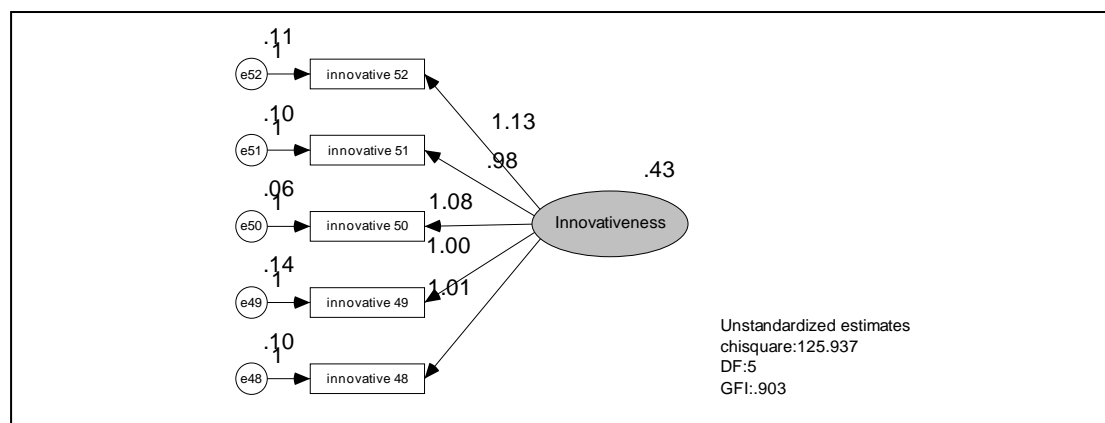 .11
1
e52
innovative 52
1.13
.10
1
e51
innovative 51
.98
.43
.06
1
e50
innovative 50
1.08
Innovativeness
1.00
.14
1
e49
innovative 49
1.01
.10
1
e48
innovative 48
Unstandardized estimates
chisquare:125.937
DF:5
GFI:.903